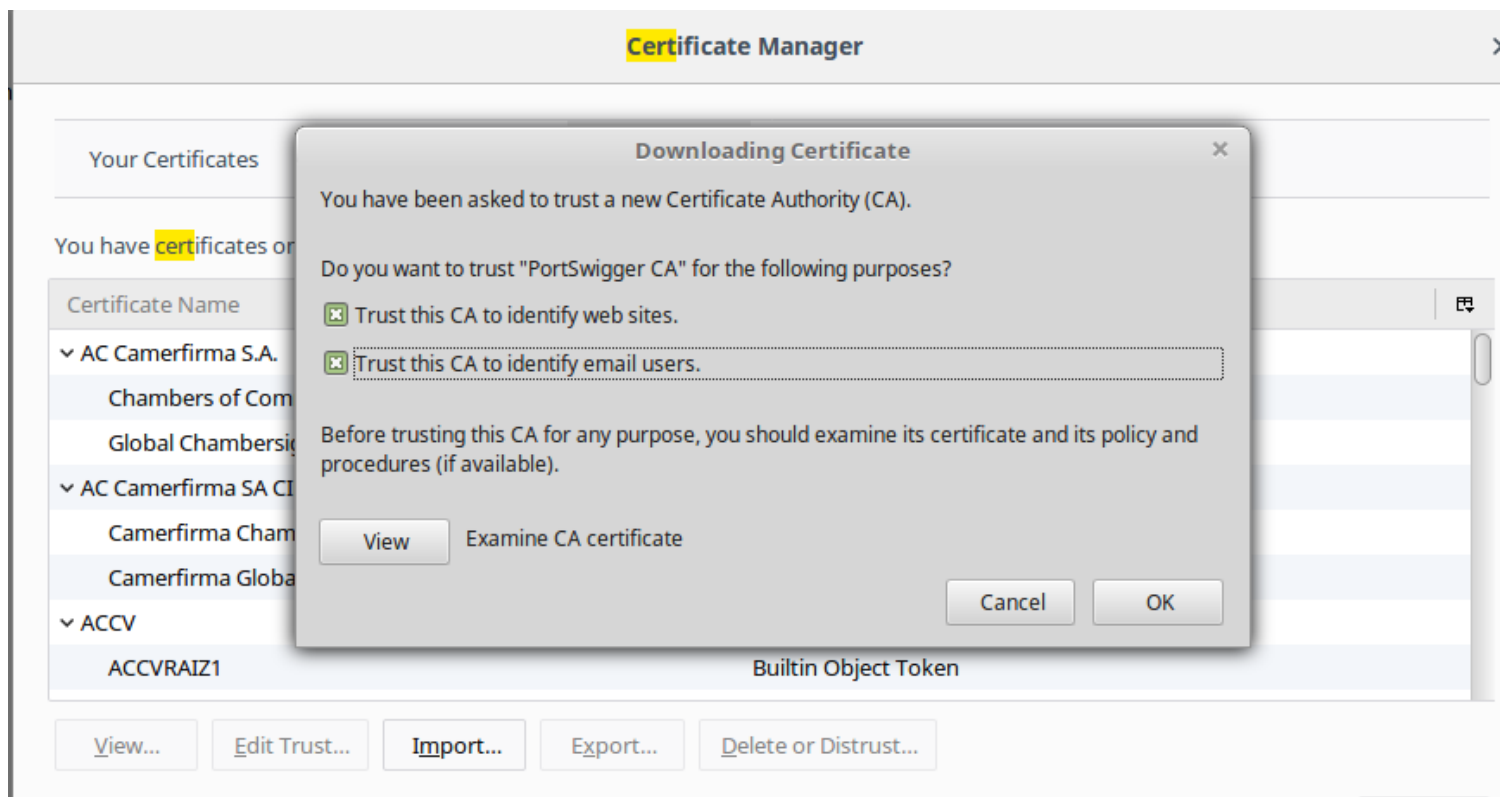 Certificate Manager
Your Certificates
Downloading Certificate
You have been asked to trust a new Certificate Authority (CA).
You have certificates or
Do you want to trust "PortSwigger CA" for the following purposes?
Certificate Name
Trust this CA to identify web sites.
AC Camerfirma S.A.
Trust this CA to identify email users.
Chambers of Com
Global Chambersig
Before trusting this CA for any purpose, you should examine its certificate and its policy and
procedures (if available).
AC Camerfirma SA CI
Camerfirma Cham
View
Examine CA certificate
Camerfirma Globa
Cancel
OK
ACCV
ACCVRAIZ1
Builtin Object Token
View...
Edit Trust...
Import...
Export...
Delete or Distrust...